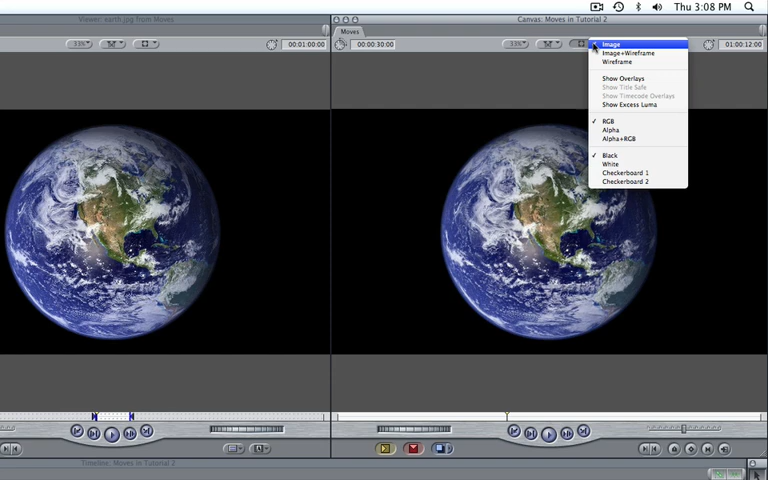 Thu 3:08 PM
Viewer: earth.jpg from Moves
Canvas: Moves in Tutorial 2
Moves
33%
00:01:00:00
00:00:30:00
33%
01:00:12:00
Image
Image+Wireframe
Wireframe
Show Overlays
Show Title Safe
Show Timecode Overlays
Show Excess Luma
✓ RGB
Alpha
Alpha+RGB
✓ Black
White
Checkerboard 1
Checkerboard 2
Timeline: Moves in Tutorial 2